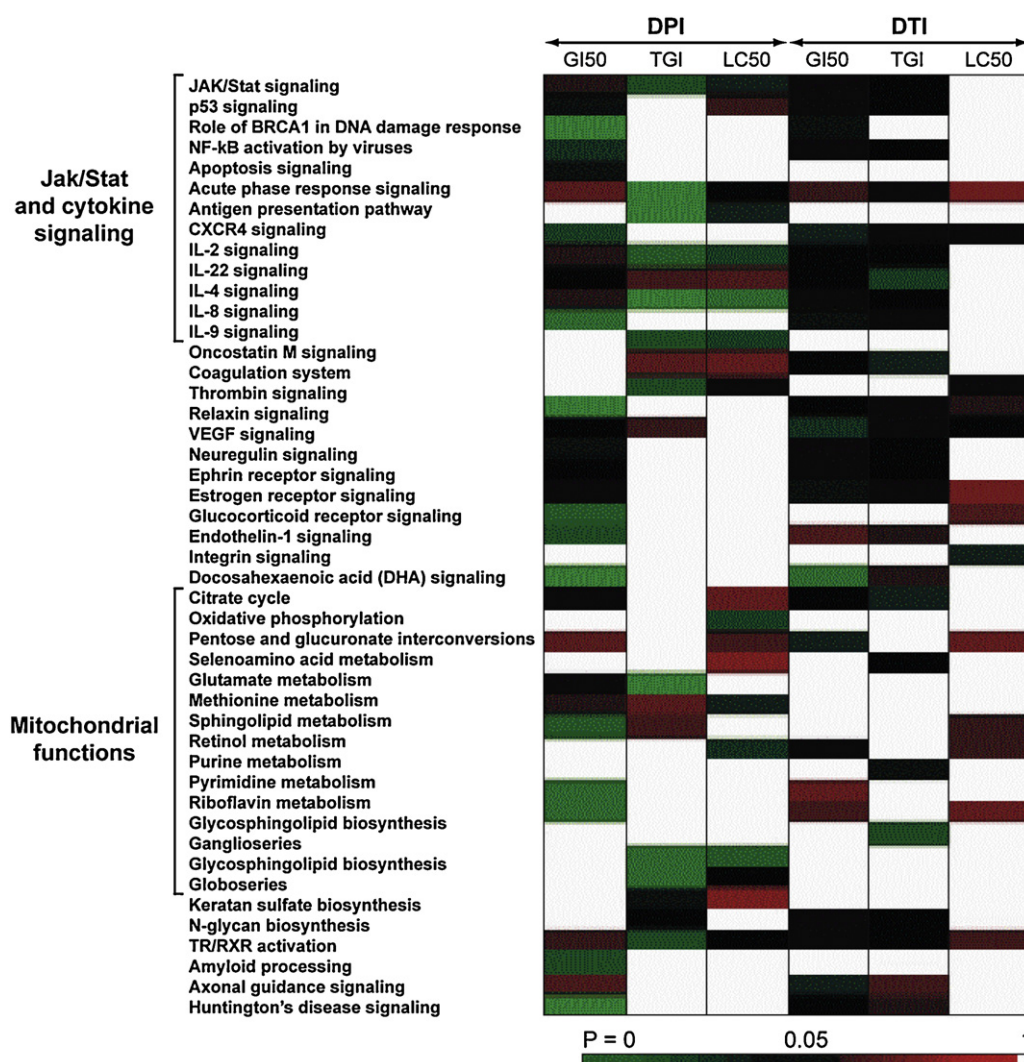 DPI DTI
GI50 TGI LC50 GI50 TGI LC50
JAK/Stat signaling
p53 signaling
Role of BRCA1 in DNA damage response
NF-kB activation by viruses
Apoptosis signaling
Acute phase response signaling
Antigen presentation pathway
CXCR4 signaling
IL-2 signaling
IL-22 signaling
IL-4 signaling
IL-8 signaling
IL-9 signaling
Jak/Stat
and cytokine
signaling
Oncostatin M signaling
Coagulation system
Thrombin signaling
Relaxin signaling
VEGF signaling
Neuregulin signaling
Ephrin receptor signaling
Estrogen receptor signaling
Glucocorticoid receptor signaling
Endothelin-1 signaling
Integrin signaling
Docosahexaenoic acid (DHA) signaling
Citrate cycle
Oxidative phosphorylation
Pentose and glucuronate interconversions
Selenoamino acid metabolism
Glutamate metabolism
Methionine metabolism
Sphingolipid metabolism
Retinol metabolism
Purine metabolism
Pyrimidine metabolism
Riboflavin metabolism
Glycosphingolipid biosynthesis
Ganglioseries
Glycosphingolipid biosynthesis
Globoseries
Mitochondrial
functions
Keratan sulfate biosynthesis
N-glycan biosynthesis
TR/RXR activation
Amyloid processing
Axonal guidance signaling
Huntington's disease signaling
P = 0 0.05